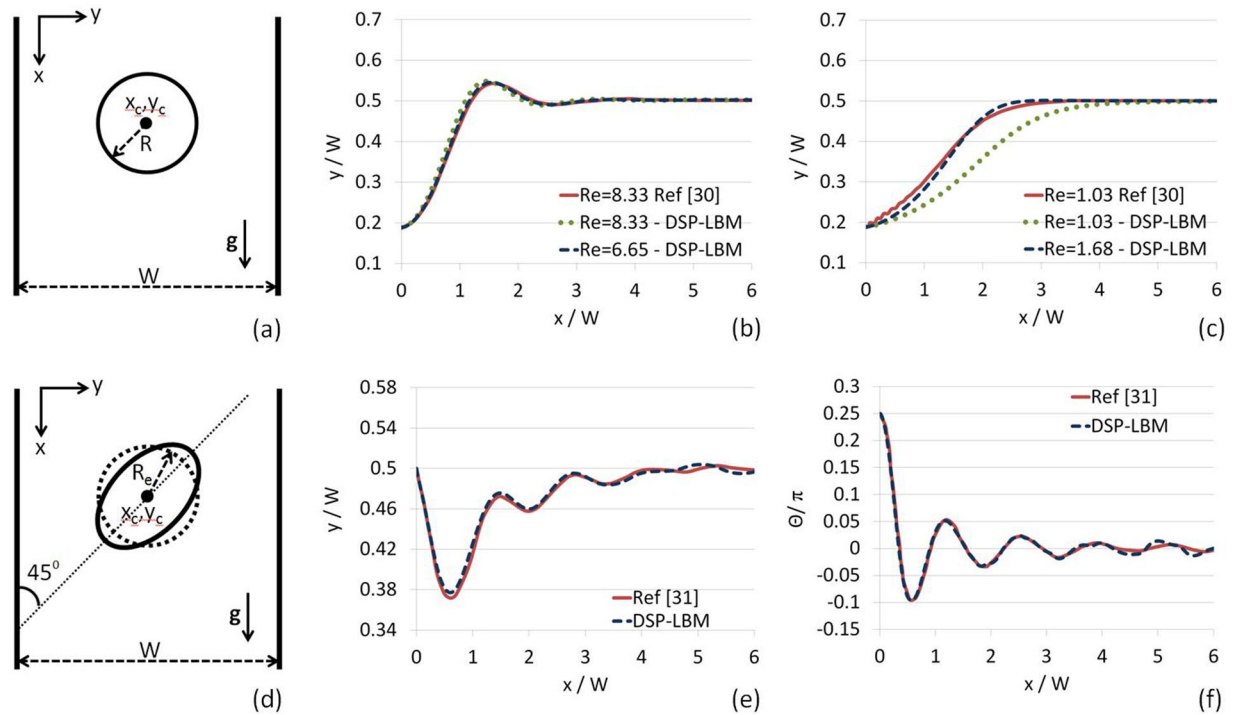 y
x
xc,yc
R
g
W
(a)
0.7
0.6
0.5
0.4
0.3
0.2
0.1
y / W
Re=8.33 Ref [30]
Re=8.33 - DSP-LBM
Re=6.65 - DSP-LBM
0 1 2 3 4 5 6
x / W
(b)
0.7
0.6
0.5
0.4
0.3
0.2
0.1
y / W
Re=1.03 Ref [30]
Re=1.03 - DSP-LBM
Re=1.68 - DSP-LBM
0 1 2 3 4 5 6
x / W
(c)
y
x
Re
xc,yc
45⁰
g
W
(d)
0.58
0.54
0.5
0.46
0.42
0.38
0.34
y / W
Ref [31]
DSP-LBM
0 1 2 3 4 5 6
x / W
(e)
0.3
0.25
0.2
0.15
0.1
0.05
0
-0.05
-0.1
-0.15
Θ/π
Ref [31]
DSP-LBM
0 1 2 3 4 5 6
x / W
(f)